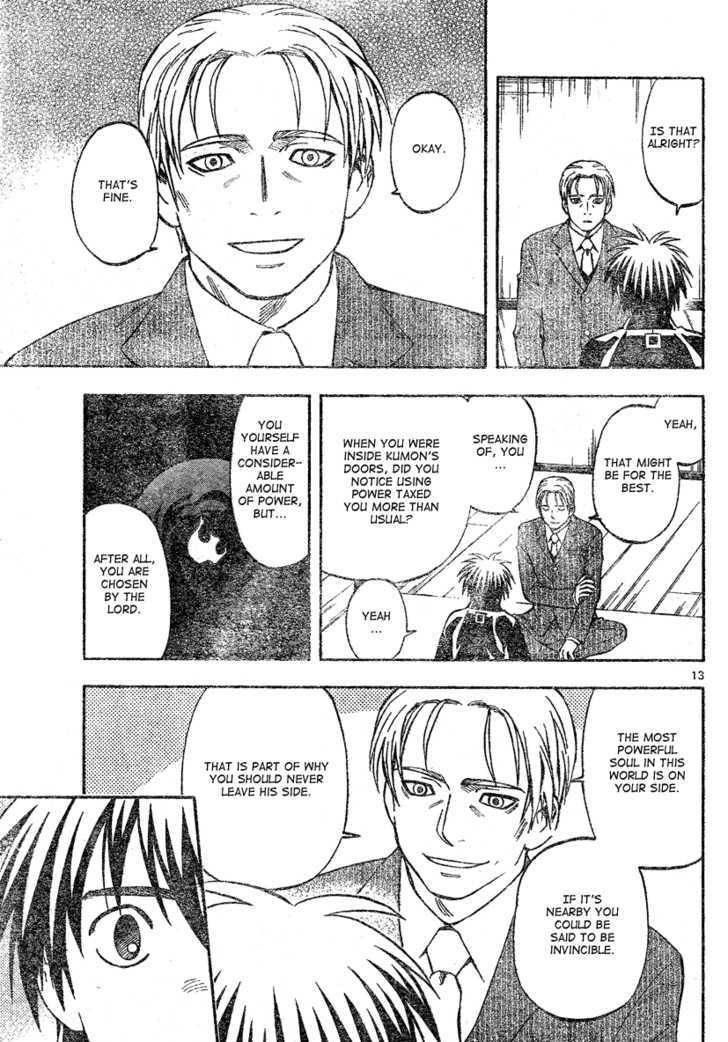 IS THAT
ALRIGHT?
OKAY.
THAT'S
FINE.
YEAH,
THAT MIGHT
BE FOR THE
BEST.
SPEAKING
OF, YOU
...
WHEN YOU WERE
INSIDE KUMON'S
DOORS, DID YOU
NOTICE USING
POWER TAXED
YOU MORE THAN
USUAL?
YEAH
...
YOU
YOURSELF
HAVE A
CONSIDER-
ABLE
AMOUNT
OF POWER,
BUT...
AFTER ALL,
YOU ARE
CHOSEN
BY THE
LORD.
13
THE MOST
POWERFUL
SOUL IN THIS
WORLD IS ON
YOUR SIDE.
IF IT'S
NEARBY YOU
COULD BE
SAID TO BE
INVINCIBLE.
THAT IS PART OF WHY
YOU SHOULD NEVER
LEAVE HIS SIDE.